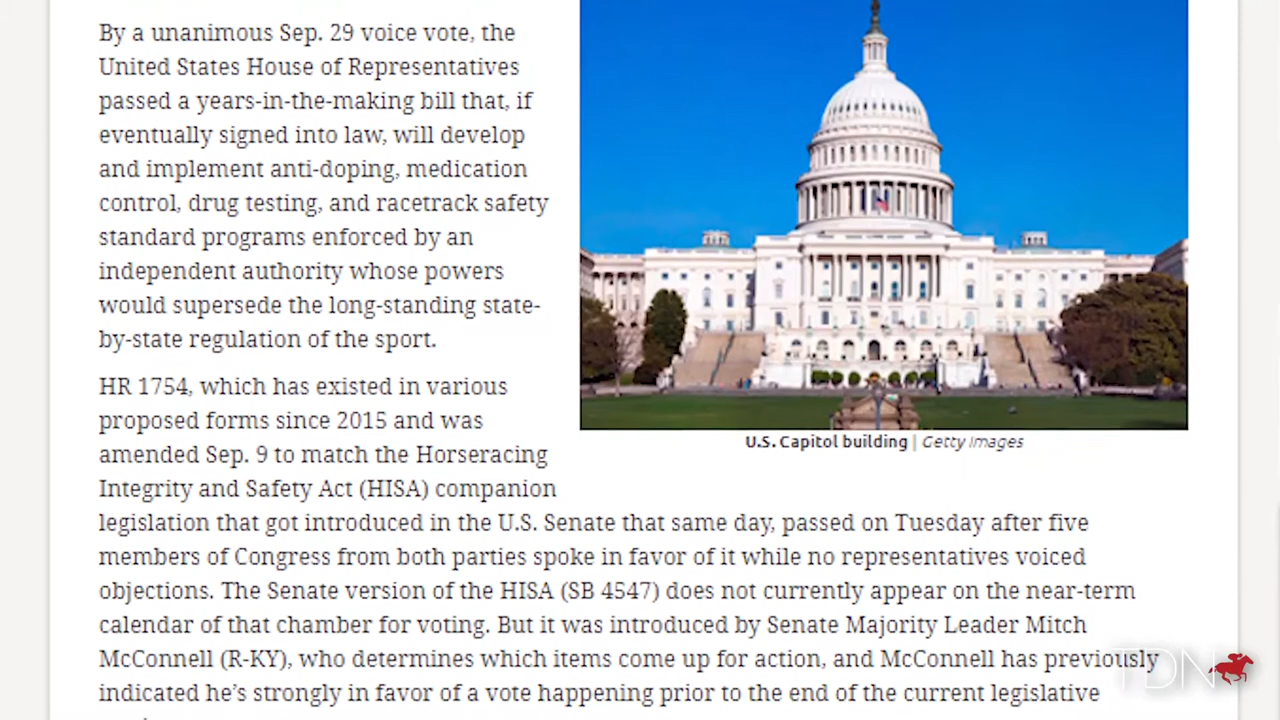 By a unanimous Sep. 29 voice vote, the
United States House of Representatives
passed a years-in-the-making bill that, if
eventually signed into law, will develop
and implement anti-doping, medication
control, drug testing, and racetrack safety
standard programs enforced by an
independent authority whose powers
would supersede the long-standing state-
by-state regulation of the sport.
HR 1754, which has existed in various
proposed forms since 2015 and was
amended Sep. 9 to match the Horseracing
Integrity and Safety Act (HISA) companion
legislation that got introduced in the U.S. Senate that same day, passed on Tuesday after five
members of Congress from both parties spoke in favor of it while no representatives voiced
objections. The Senate version of the HISA (SB 4547) does not currently appear on the near-term
calendar of that chamber for voting. But it was introduced by Senate Majority Leader Mitch
McConnell (R-KY), who determines which items come up for action, and McConnell has previously
indicated he's strongly in favor of a vote happening prior to the end of the current legislative
U.S. Capitol building | Getty Images
TDN